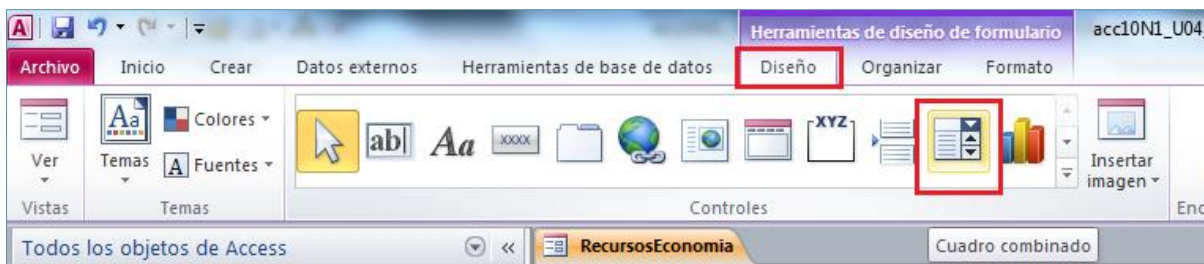 A
Herramientas de diseño de formulario acc10N1_U04
Archivo Inicio Crear Datos externos Herramientas de base de datos Diseño Organizar Formato
Aa Colores
ab| Aa xxxx XYZ
Ver Temas A Fuentes Insertar imagen
Vistas Temas Controles Enc
Todos los objetos de Access « RecursosEconomia Cuadro combinado